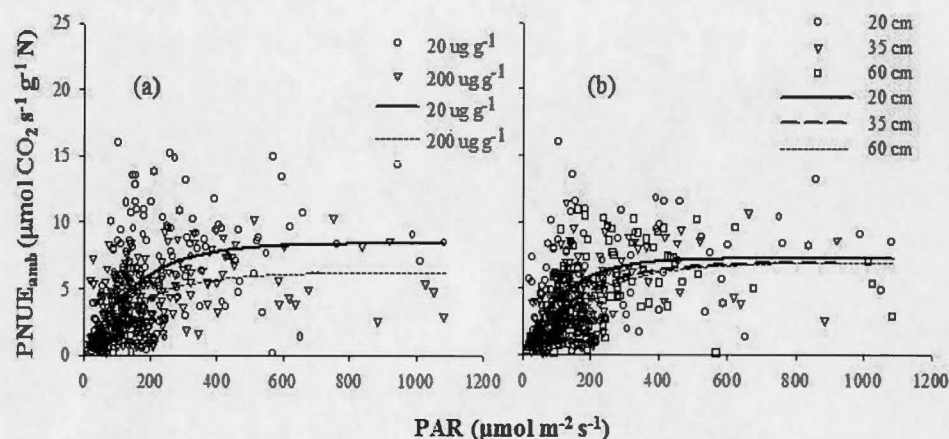 25
20
15
10
5
0
PNUE_amb (μmol CO₂ s⁻¹ g⁻¹ N)
(a)
20 ug g⁻¹
200 ug g⁻¹
20 ug g⁻¹
200 ug g⁻¹
0 200 400 600 800 1000 1200
(b)
20 cm
35 cm
60 cm
20 cm
35 cm
60 cm
0 200 400 600 800 1000 1200
PAR (μmol m⁻² s⁻¹)